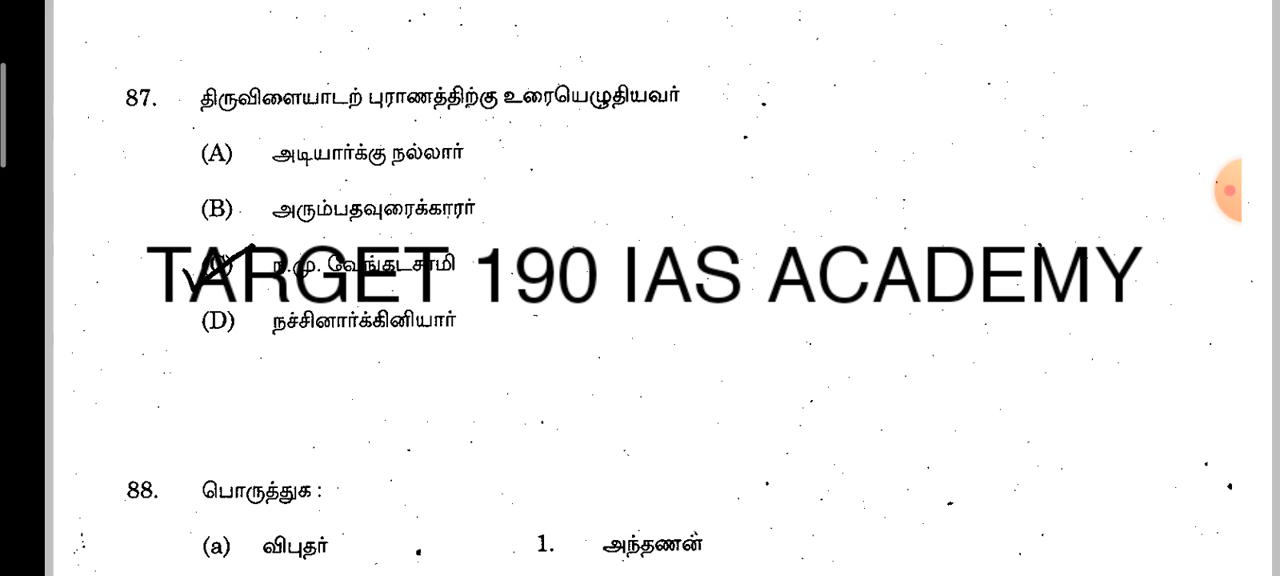 87. திருவிளையாடற் புராணத்திற்கு உரையெழுதியவர்
(A) அடியார்க்கு நல்லார்
(B) அரும்பதவுரைக்காரர்
(C) ந.மு. வேங்கடசாமி
TARGET 190 IAS ACADEMY
(D) நச்சினார்க்கினியார்
88. பொருத்துக :
(a) விபுதர் 1. அந்தணன்